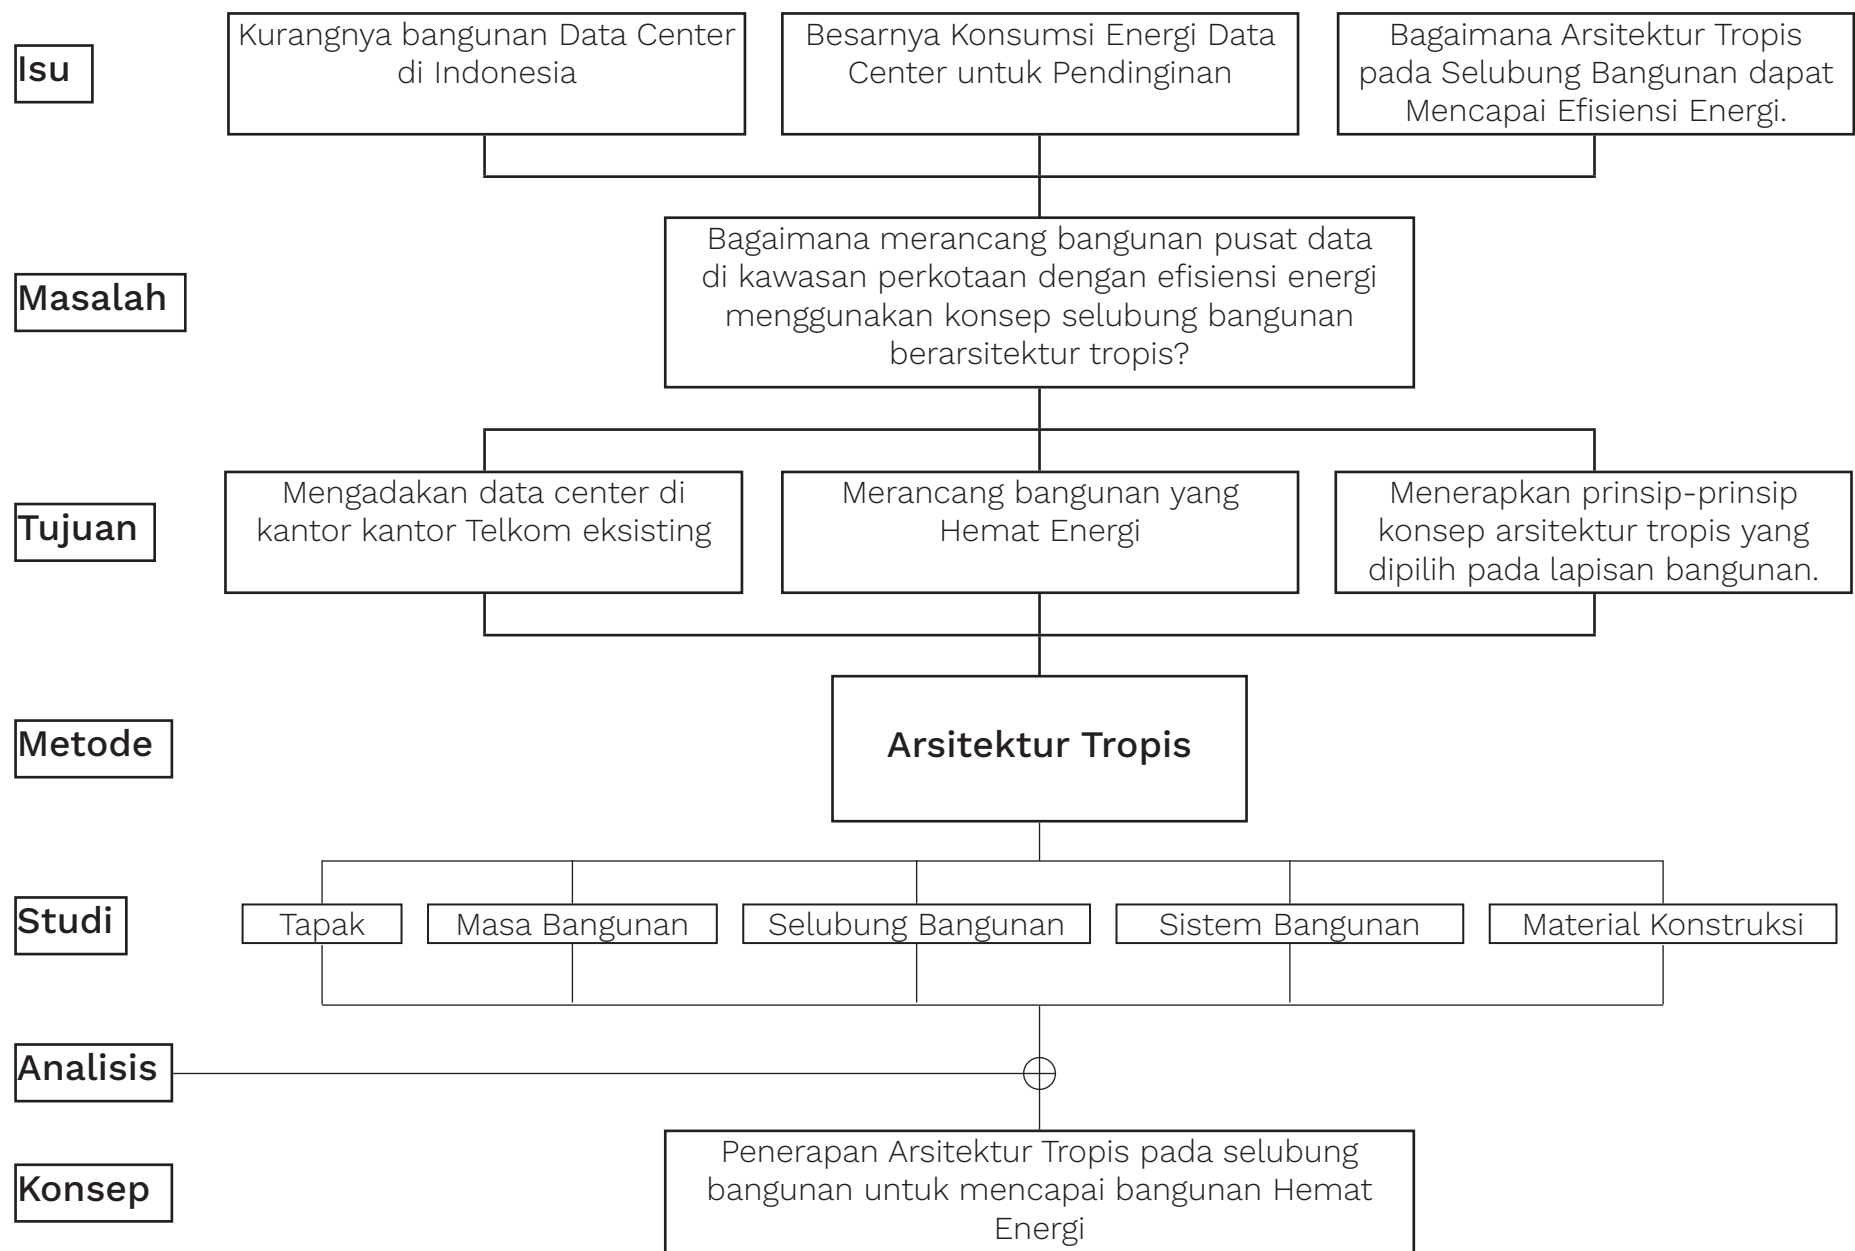 Isu
Kurangnya bangunan Data Center
di Indonesia
Besarnya Konsumsi Energi Data
Center untuk Pendinginan
Bagaimana Arsitektur Tropis
pada Selubung Bangunan dapat
Mencapai Efisiensi Energi.
Masalah
Bagaimana merancang bangunan pusat data
di kawasan perkotaan dengan efisiensi energi
menggunakan konsep selubung bangunan
berarsitektur tropis?
Tujuan
Mengadakan data center di
kantor kantor Telkom eksisting
Merancang bangunan yang
Hemat Energi
Menerapkan prinsip-prinsip
konsep arsitektur tropis yang
dipilih pada lapisan bangunan.
Metode
Arsitektur Tropis
Studi
Tapak
Masa Bangunan
Selubung Bangunan
Sistem Bangunan
Material Konstruksi
Analisis
Konsep
Penerapan Arsitektur Tropis pada selubung
bangunan untuk mencapai bangunan Hemat
Energi